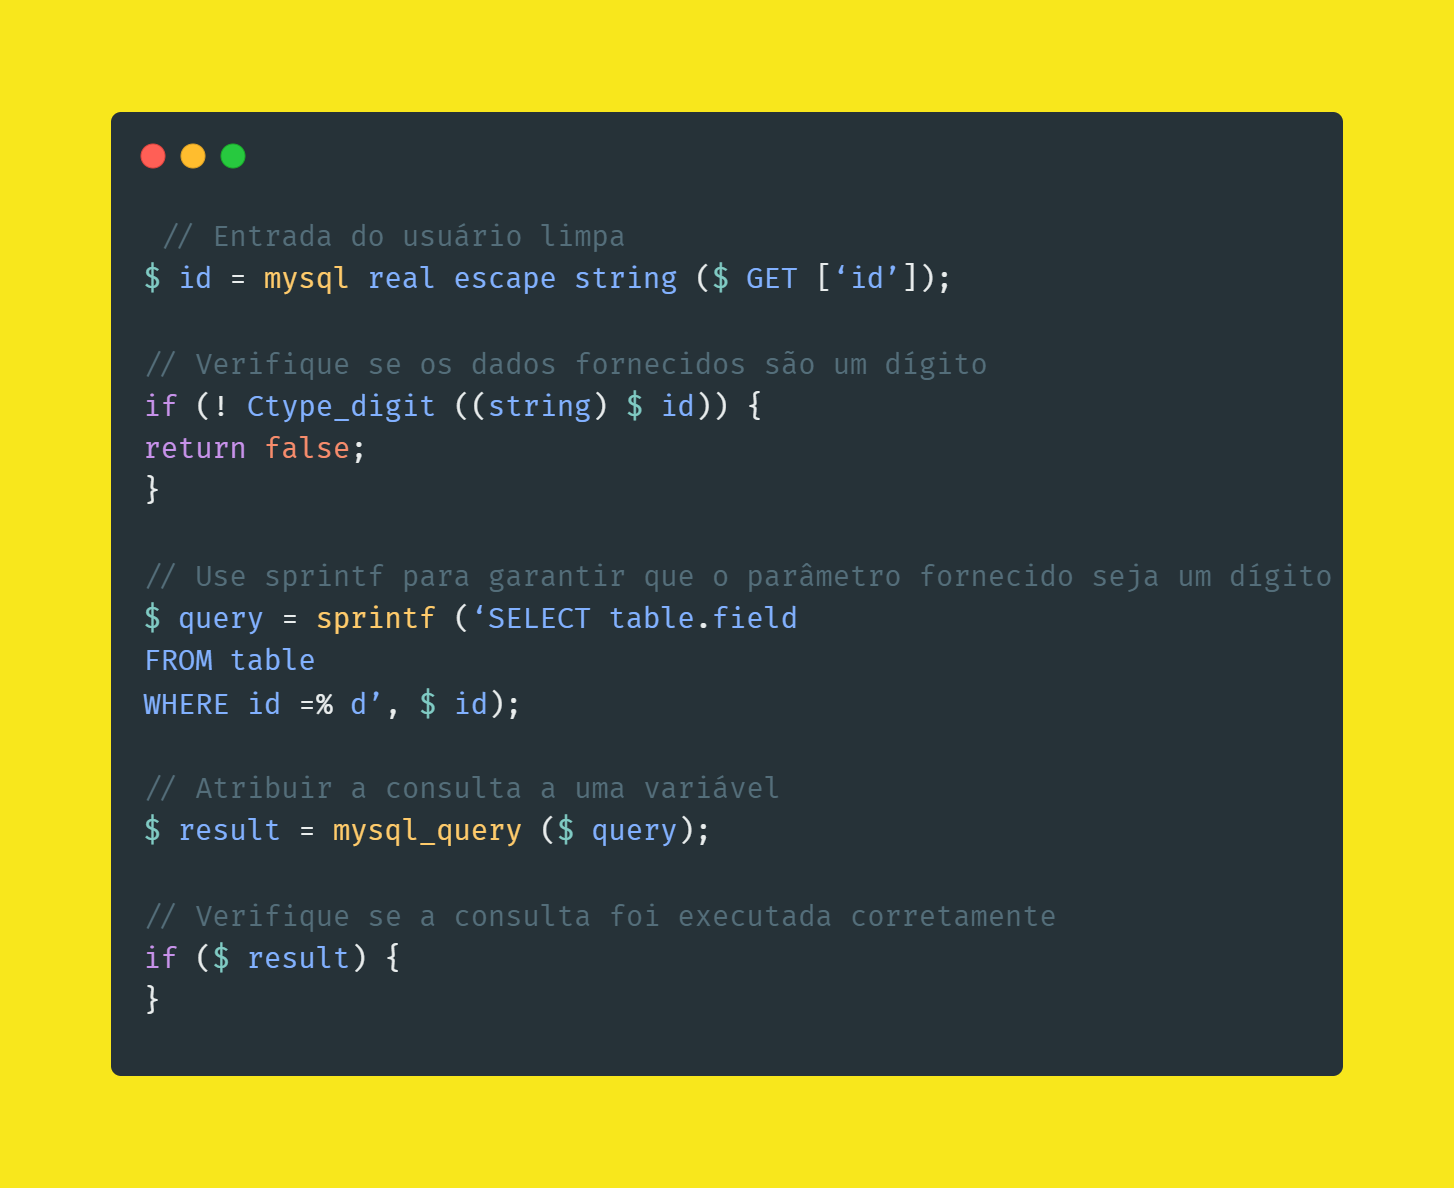 // Entrada do usuário limpa
$ id = mysql real escape string ($ GET [‘id’]);
// Verifique se os dados fornecidos são um dígito
if (! Ctype_digit ((string) $ id)) {
return false;
}
// Use sprintf para garantir que o parâmetro fornecido seja um dígito
$ query = sprintf (‘SELECT table.field
FROM table
WHERE id =% d’, $ id);
// Atribuir a consulta a uma variável
$ result = mysql_query ($ query);
// Verifique se a consulta foi executada corretamente
if ($ result) {
}